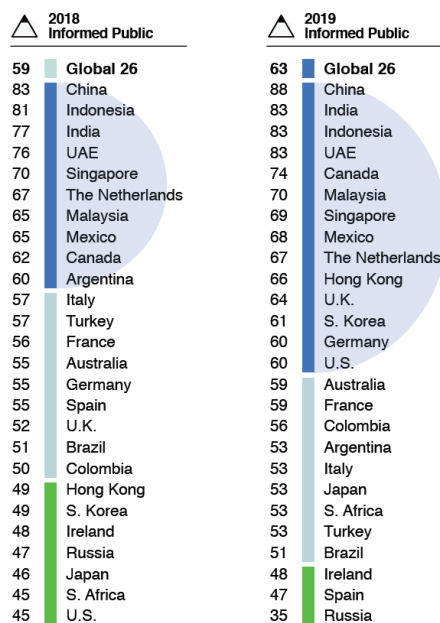 2018
Informed Public
59 Global 26
83 China
81 Indonesia
77 India
76 UAE
70 Singapore
67 The Netherlands
65 Malaysia
65 Mexico
62 Canada
60 Argentina
57 Italy
57 Turkey
56 France
55 Australia
55 Germany
55 Spain
52 U.K.
51 Brazil
50 Colombia
49 Hong Kong
49 S. Korea
48 Ireland
47 Russia
46 Japan
45 S. Africa
45 U.S.
2019
Informed Public
63 Global 26
88 China
83 India
83 Indonesia
83 UAE
74 Canada
70 Malaysia
69 Singapore
68 Mexico
67 The Netherlands
66 Hong Kong
64 U.K.
61 S. Korea
60 Germany
60 U.S.
59 Australia
59 France
56 Colombia
53 Argentina
53 Italy
53 Japan
53 S. Africa
53 Turkey
51 Brazil
48 Ireland
47 Spain
35 Russia